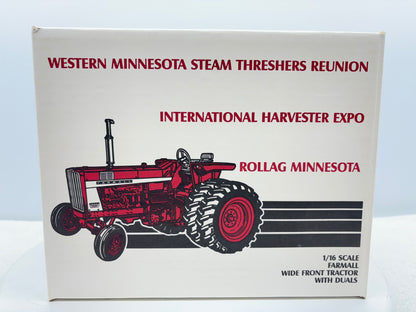 WESTERN MINNESOTA STEAM THRESHERS REUNION
INTERNATIONAL HARVESTER EXPO
ROLLAG MINNESOTA
FARMALL
1/16 SCALE
FARMALL
WIDE FRONT TRACTOR
WITH DUALS